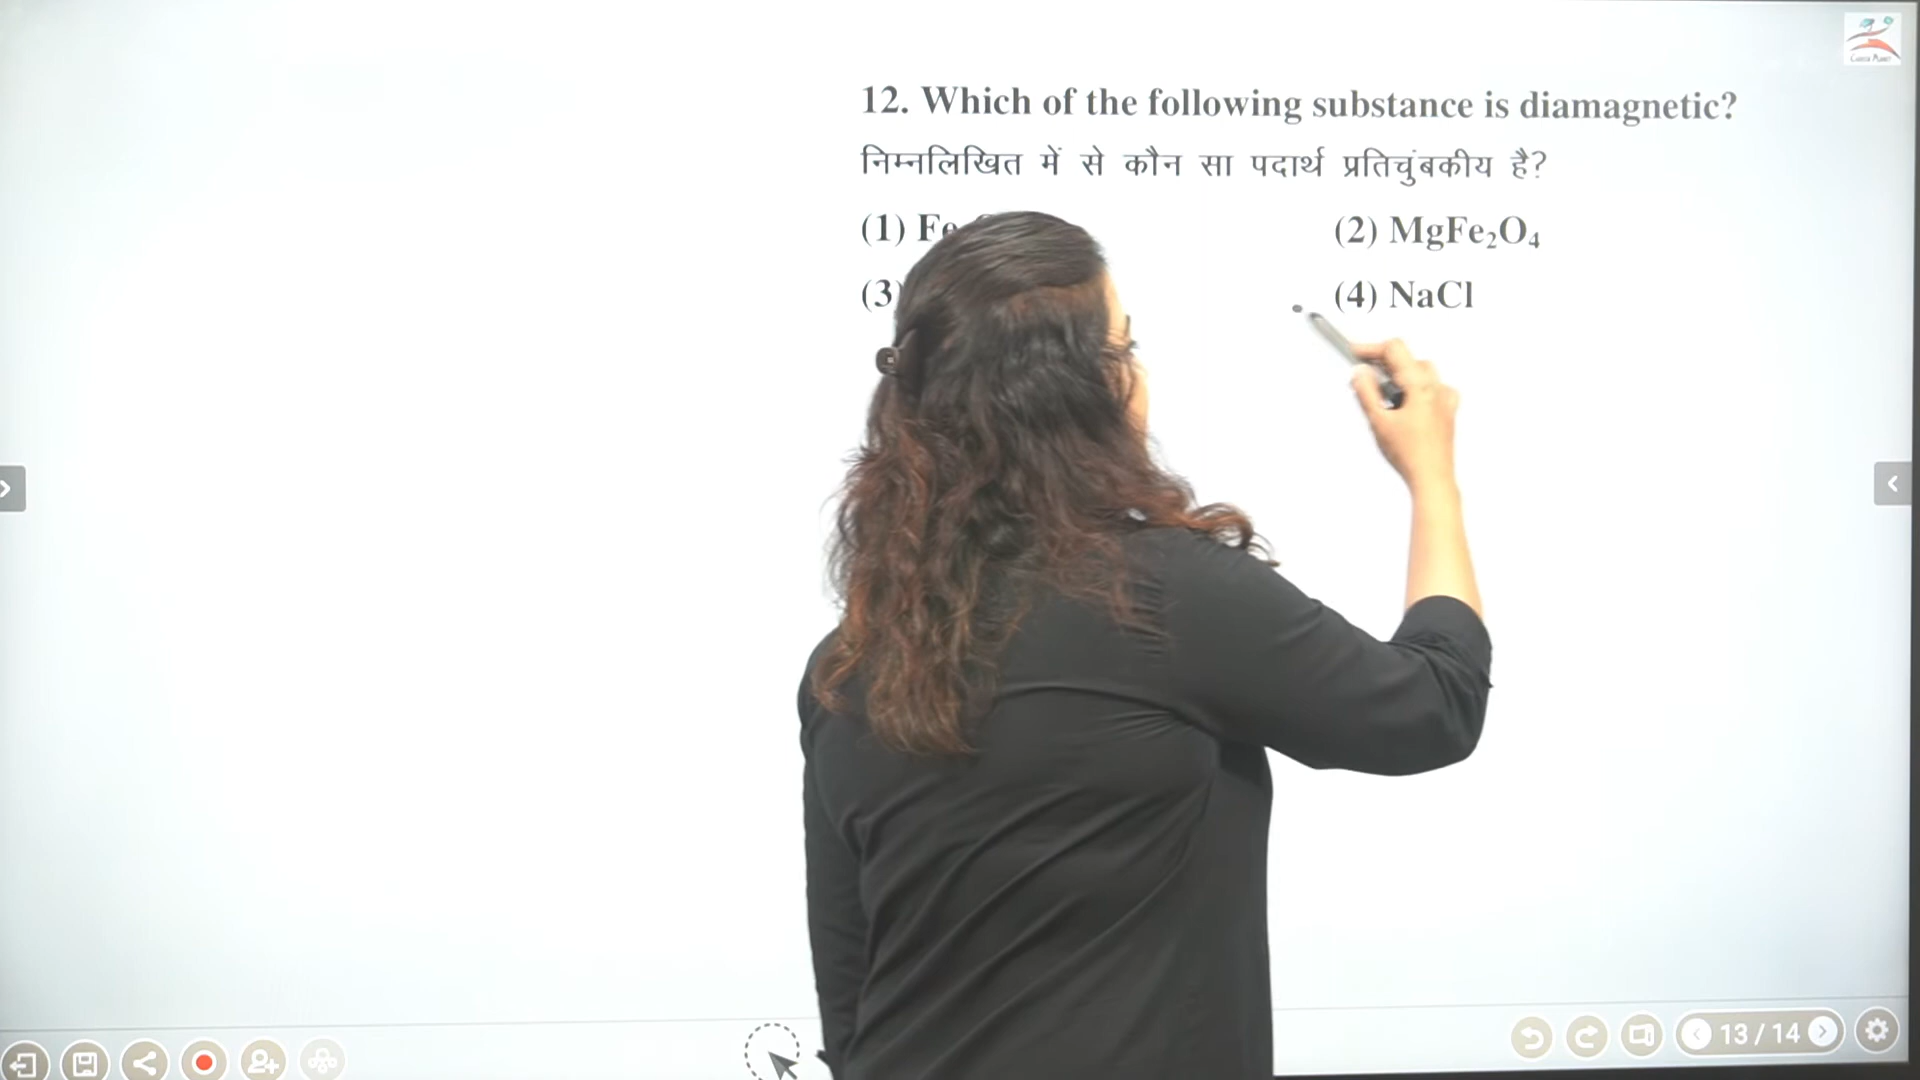 12. Which of the following substance is diamagnetic?
निम्नलिखित में से कौन सा पदार्थ प्रतिचुंबकीय है?
(1) Fe (2) MgFe₂O₄
(3) (4) NaCl
13 / 14